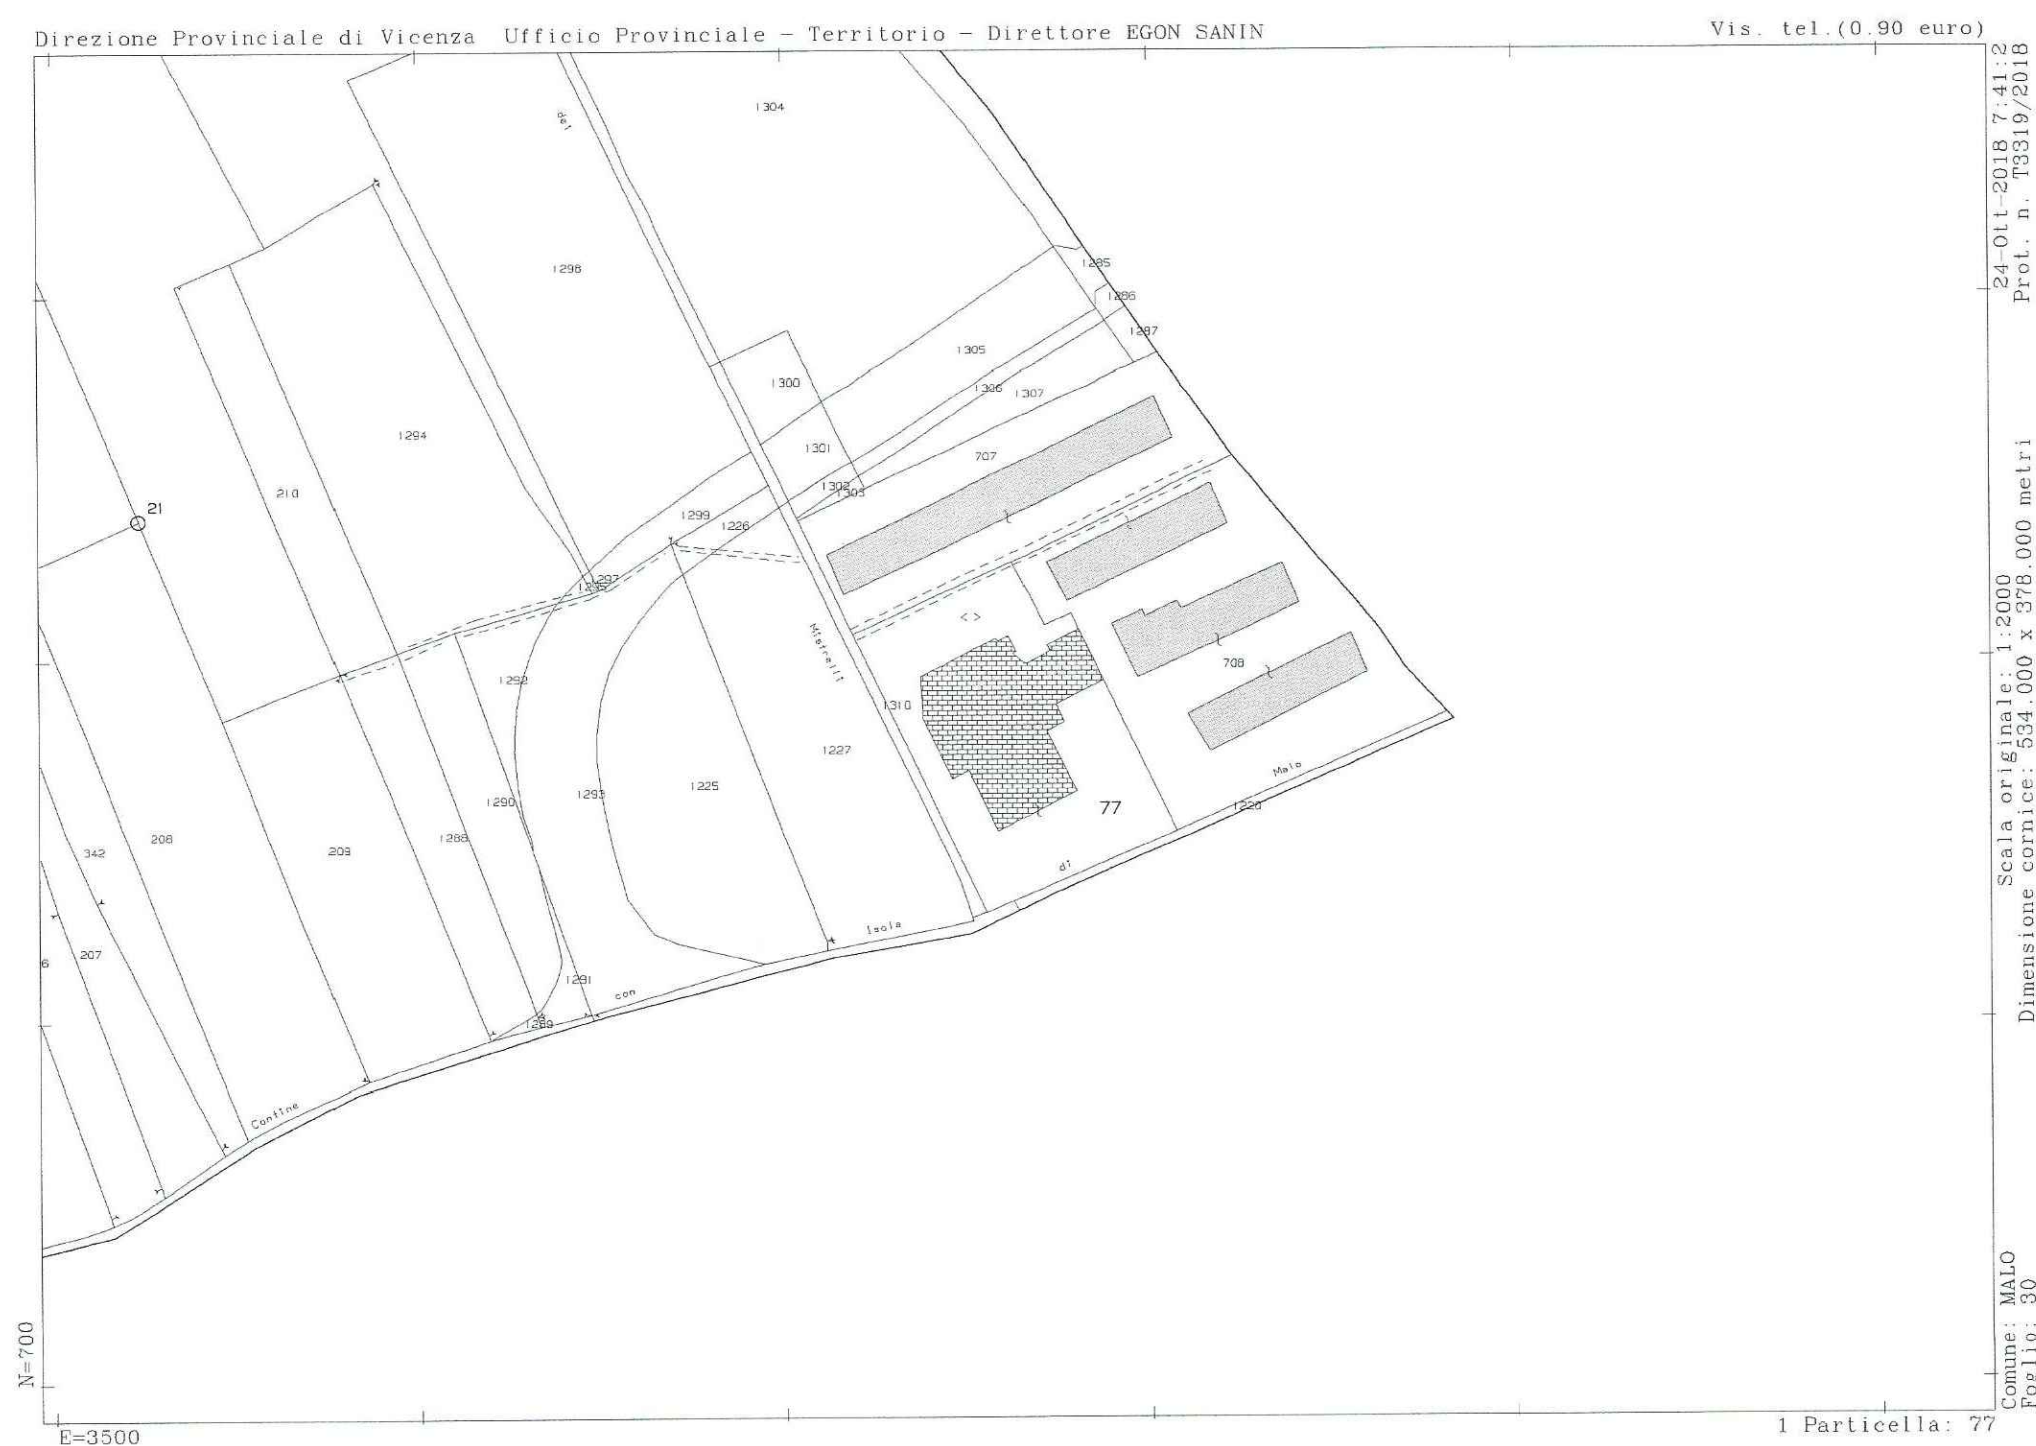 Direzione Provinciale di Vicenza Ufficio Provinciale - Territorio - Direttore EGON SANIN
Vis. tel.(0.90 euro)
1304
del
1298
1285
1286
1287
1305
1300
1306
1307
1294
1301
707
210
1302
1303
21
1299
1226
1297
<>
Mistrelli
708
1292
1310
1227
1225
Malo
1290
1293
77
1220
208
342
209
1288
di
Isola
207
6
1291
con
1289
Confine
N=700
E=3500
24-Ott-2018 7:41:2
Prot. n. T3319/2018
Scala originale: 1:2000
Dimensione cornice: 534.000 x 378.000 metri
Comune: MALO
Foglio: 30
1 Particella: 77